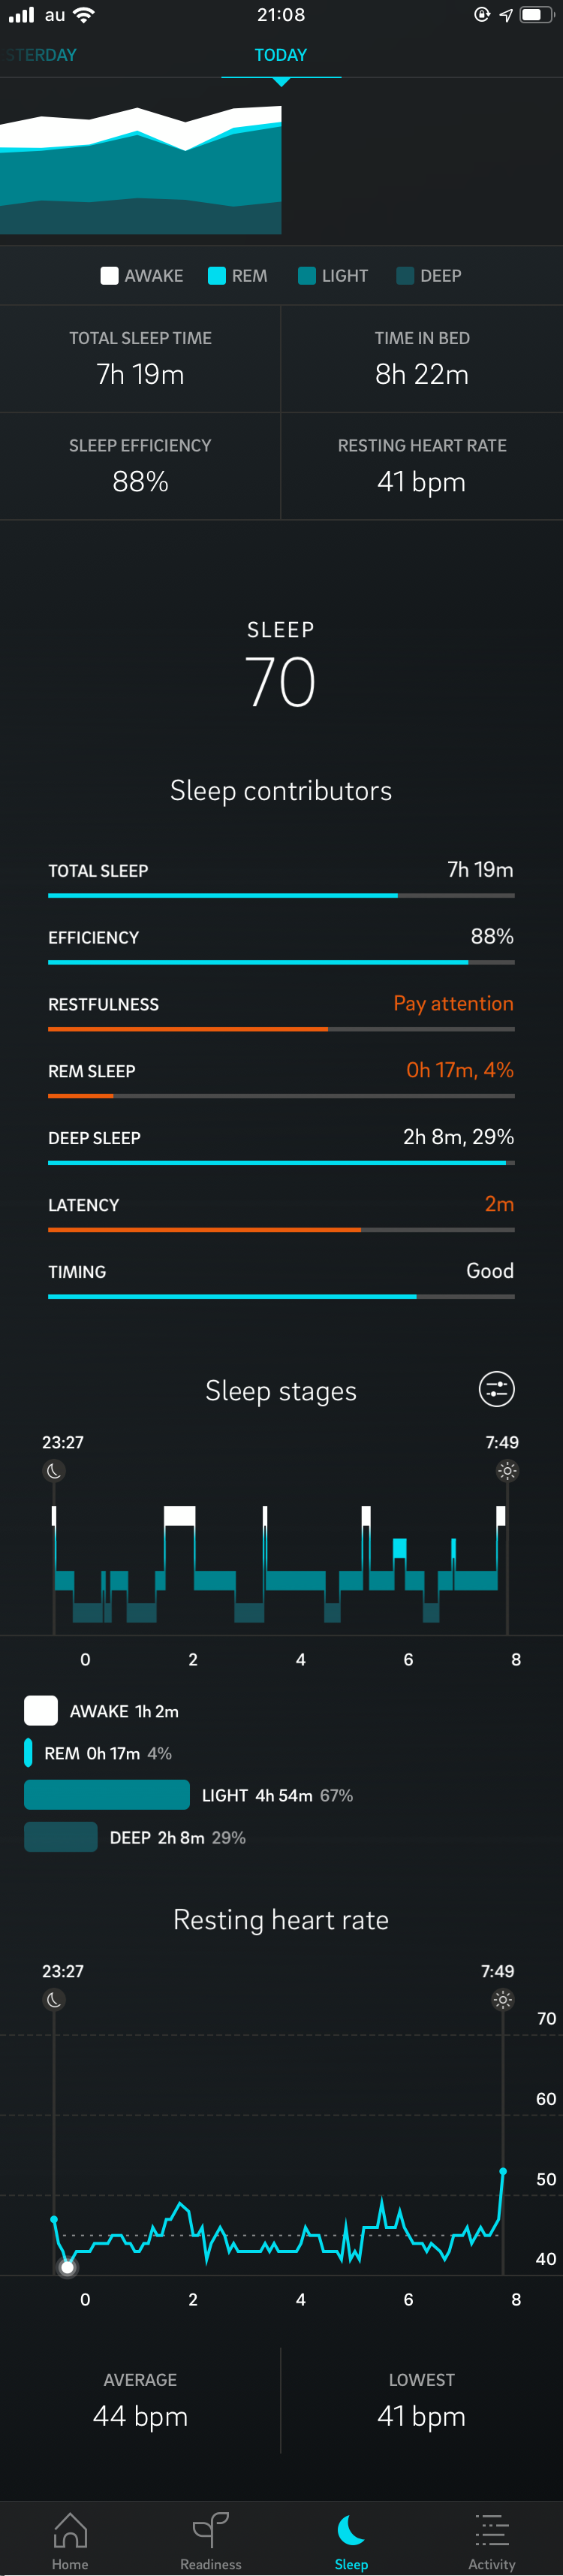 au 21:08
STERDAY TODAY
AWAKE REM LIGHT DEEP
TOTAL SLEEP TIME TIME IN BED
7h 19m 8h 22m
SLEEP EFFICIENCY RESTING HEART RATE
88% 41 bpm
SLEEP
70
Sleep contributors
TOTAL SLEEP 7h 19m
EFFICIENCY 88%
RESTFULNESS Pay attention
REM SLEEP 0h 17m, 4%
DEEP SLEEP 2h 8m, 29%
LATENCY 2m
TIMING Good
Sleep stages
23:27 7:49
0 2 4 6 8
AWAKE 1h 2m
REM 0h 17m 4%
LIGHT 4h 54m 67%
DEEP 2h 8m 29%
Resting heart rate
23:27 7:49
70
60
50
40
0 2 4 6 8
AVERAGE LOWEST
44 bpm 41 bpm
Home Readiness Sleep Activity